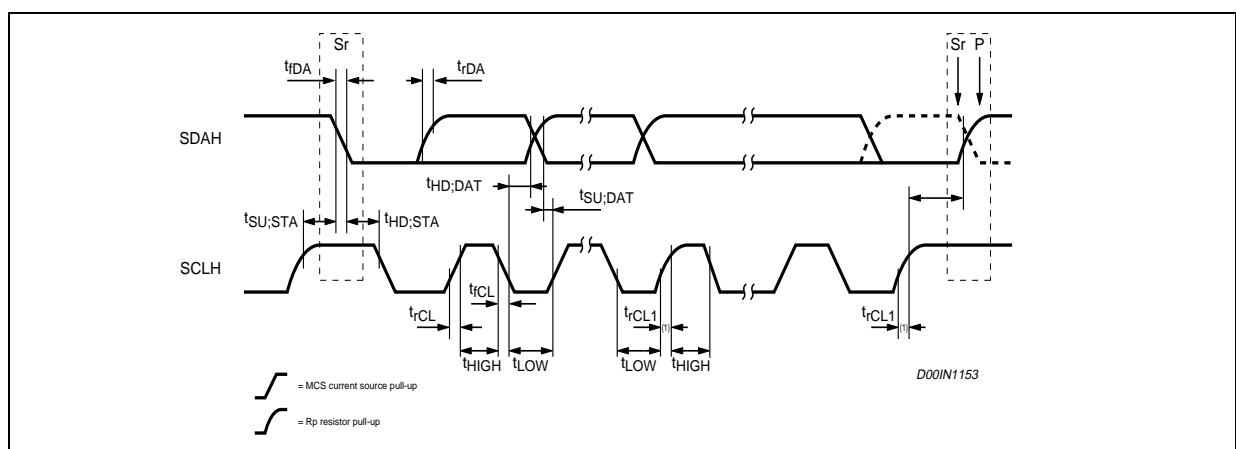 Sr
Sr P
tfDA
trDA
SDAH
tHD;DAT
tSU;DAT
tSU;STA
tHD;STA
SCLH
tfCL
trCL
trCL1
(1)
trCL1
(1)
tHIGH
tLOW
tLOW
tHIGH
D00IN1153
= MCS current source pull-up
= Rp resistor pull-up